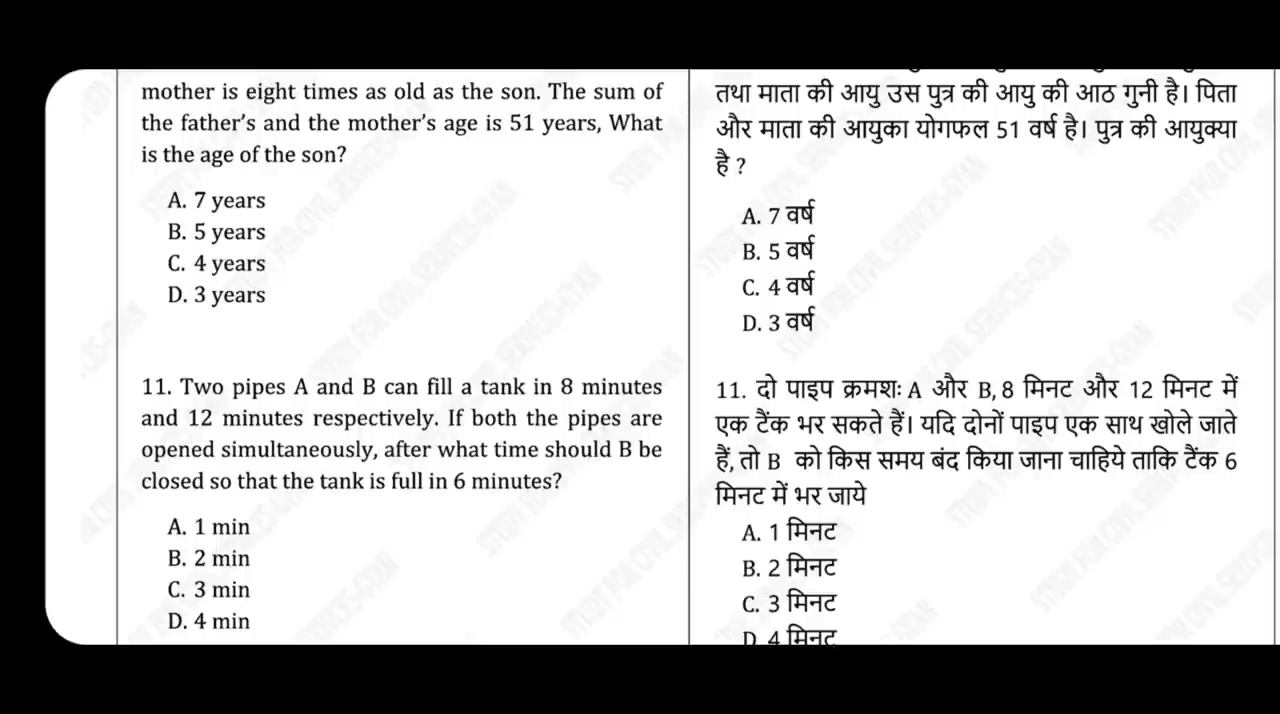 mother is eight times as old as the son. The sum of
the father's and the mother's age is 51 years, What
is the age of the son?
A. 7 years
B. 5 years
C. 4 years
D. 3 years
11. Two pipes A and B can fill a tank in 8 minutes
and 12 minutes respectively. If both the pipes are
opened simultaneously, after what time should B be
closed so that the tank is full in 6 minutes?
A. 1 min
B. 2 min
C. 3 min
D. 4 min
तथा माता की आयु उस पुत्र की आयु की आठ गुनी है। पिता
और माता की आयुका योगफल 51 वर्ष है। पुत्र की आयुक्या
है ?
A. 7 वर्ष
B. 5 वर्ष
C. 4 वर्ष
D. 3 वर्ष
11. दो पाइप क्रमशः A और B, 8 मिनट और 12 मिनट में
एक टैंक भर सकते हैं। यदि दोनों पाइप एक साथ खोले जाते
हैं, तो B को किस समय बंद किया जाना चाहिये ताकि टैंक 6
मिनट में भर जाये
A. 1 मिनट
B. 2 मिनट
C. 3 मिनट
D. 4 मिनट